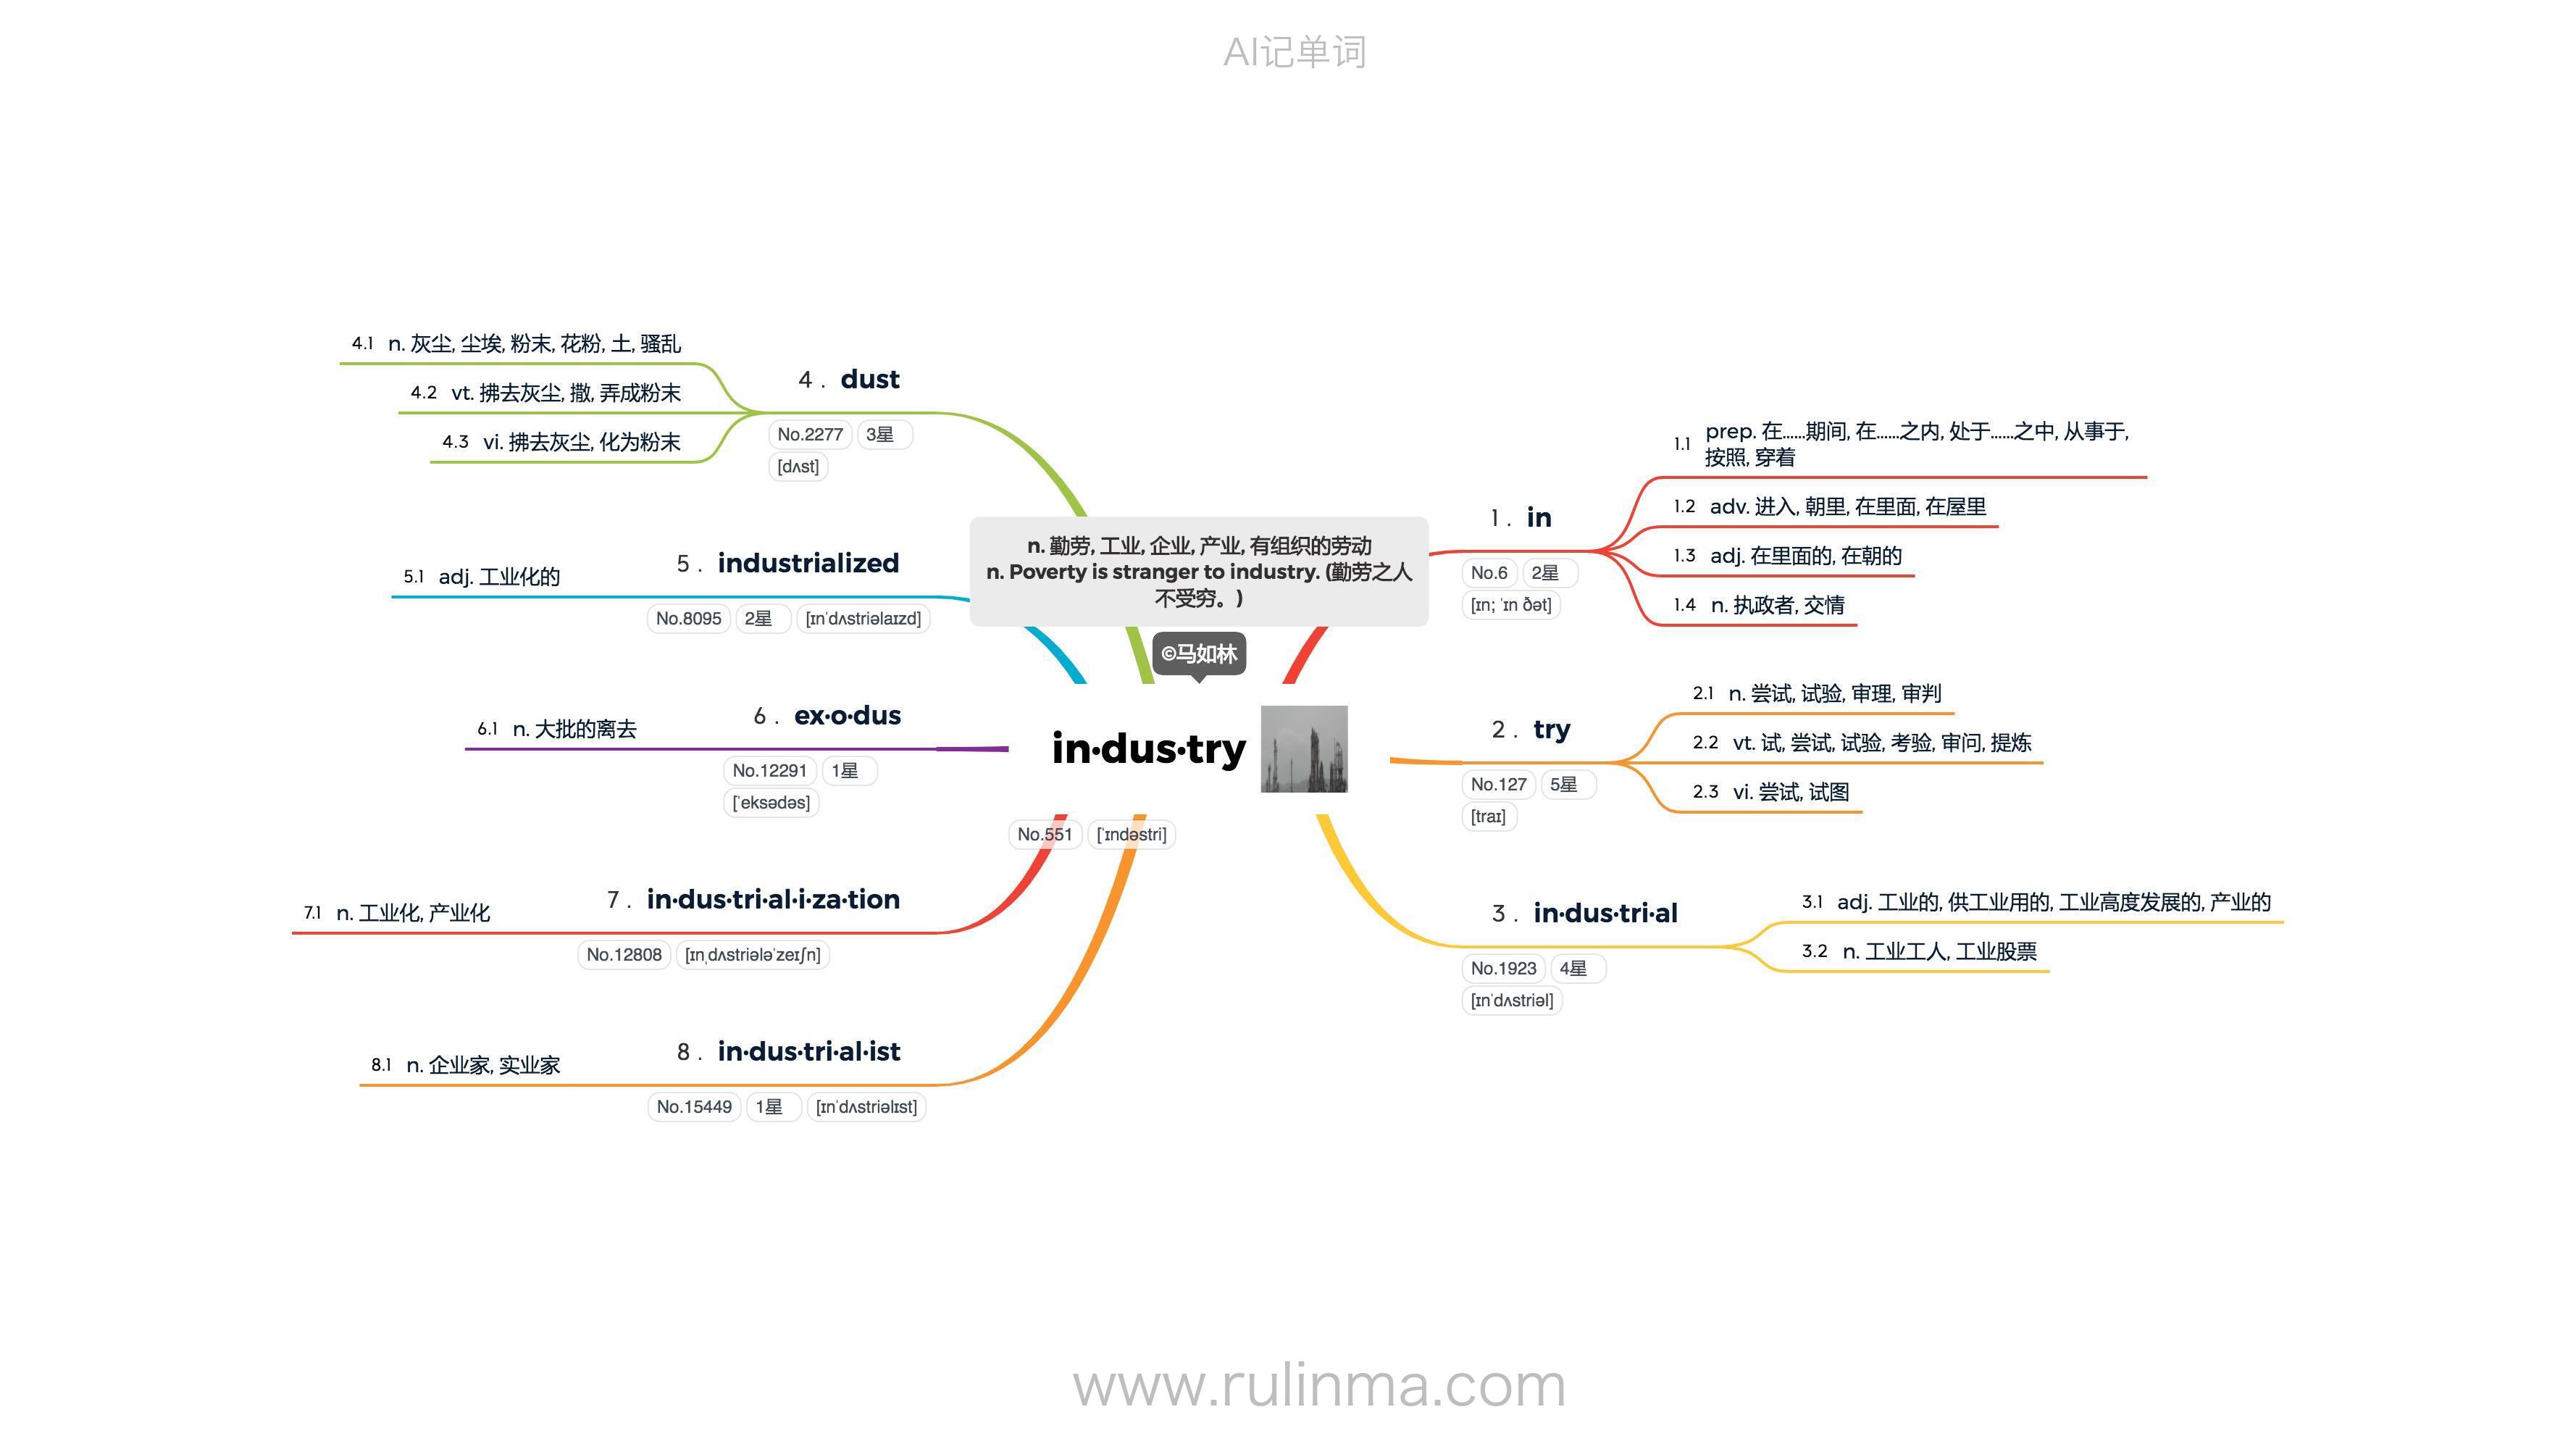 AI记单词
n. 勤劳, 工业, 企业, 产业, 有组织的劳动
n. Poverty is stranger to industry. (勤劳之人
不受穷。)
©马如林
in·dus·try
No.551 [ˈɪndəstri]
1 . in
No.6 2星
[ɪn; ˈɪn ðət]
1.1 prep. 在……期间, 在……之内, 处于……之中, 从事于,
按照, 穿着
1.2 adv. 进入, 朝里, 在里面, 在屋里
1.3 adj. 在里面的, 在朝的
1.4 n. 执政者, 交情
2 . try
No.127 5星
[traɪ]
2.1 n. 尝试, 试验, 审理, 审判
2.2 vt. 试, 尝试, 试验, 考验, 审问, 提炼
2.3 vi. 尝试, 试图
3 . in·dus·tri·al
No.1923 4星
[ɪnˈdʌstriəl]
3.1 adj. 工业的, 供工业用的, 工业高度发展的, 产业的
3.2 n. 工业工人, 工业股票
4 . dust
No.2277 3星
[dʌst]
4.1 n. 灰尘, 尘埃, 粉末, 花粉, 土, 骚乱
4.2 vt. 拂去灰尘, 撒, 弄成粉末
4.3 vi. 拂去灰尘, 化为粉末
5 . industrialized
No.8095 2星 [ɪnˈdʌstriəlaɪzd]
5.1 adj. 工业化的
6 . ex·o·dus
No.12291 1星
[ˈeksədəs]
6.1 n. 大批的离去
7 . in·dus·tri·al·i·za·tion
No.12808 [ɪnˌdʌstriələˈzeɪʃn]
7.1 n. 工业化, 产业化
8 . in·dus·tri·al·ist
No.15449 1星 [ɪnˈdʌstriəlɪst]
8.1 n. 企业家, 实业家
www.rulinma.com